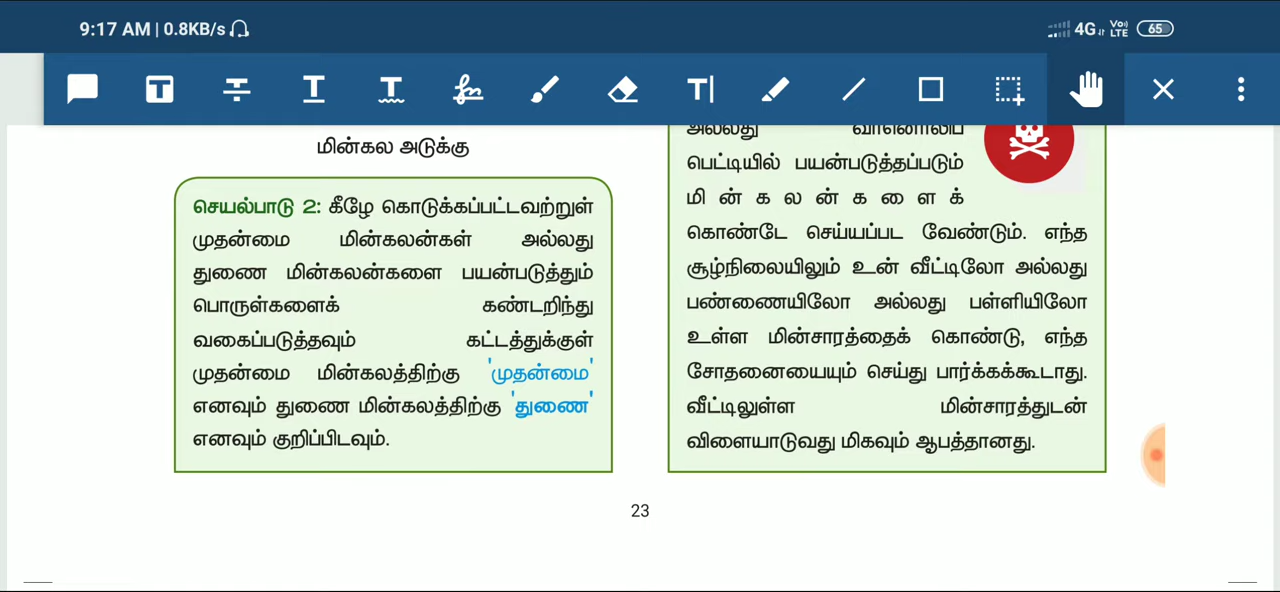 9:17 AM | 0.8KB/s
4G
Vo))
LTE
65
மின்கல அடுக்கு
செயல்பாடு 2: கீழே கொடுக்கப்பட்டவற்றுள்
முதன்மை மின்கலன்கள் அல்லது
துணை மின்கலன்களை பயன்படுத்தும்
பொருள்களைக் கண்டறிந்து
வகைப்படுத்தவும் கட்டத்துக்குள்
முதன்மை மின்கலத்திற்கு 'முதன்மை'
எனவும் துணை மின்கலத்திற்கு 'துணை'
எனவும் குறிப்பிடவும்.
அல்லது வானொலிப்
பெட்டியில் பயன்படுத்தப்படும்
மி ன் க ல ன் க ளை க்
கொண்டே செய்யப்பட வேண்டும். எந்த
சூழ்நிலையிலும் உன் வீட்டிலோ அல்லது
பண்ணையிலோ அல்லது பள்ளியிலோ
உள்ள மின்சாரத்தைக் கொண்டு, எந்த
சோதனையையும் செய்து பார்க்கக்கூடாது.
வீட்டிலுள்ள மின்சாரத்துடன்
விளையாடுவது மிகவும் ஆபத்தானது.
23